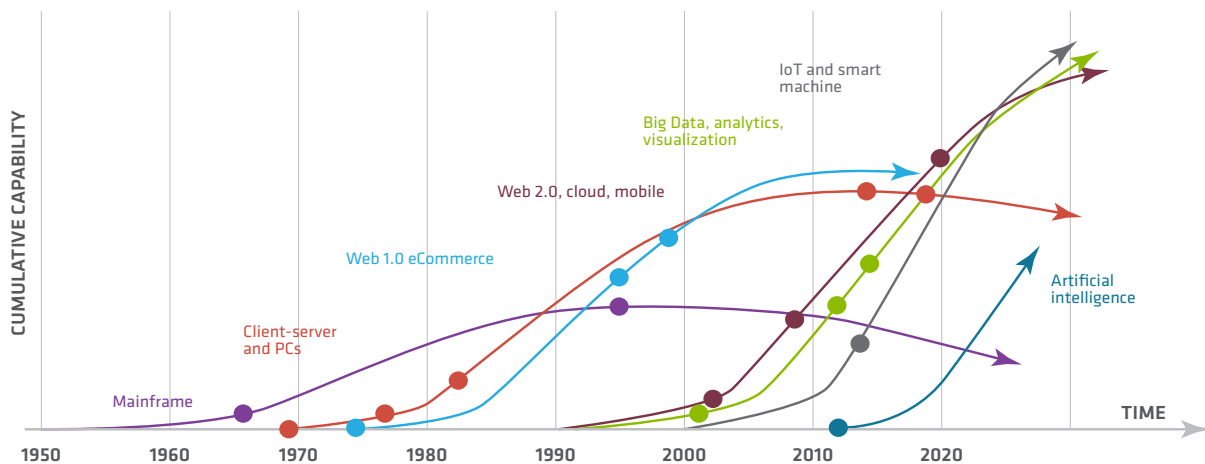 IoT and smart
machine
Big Data, analytics,
visualization
Web 2.0, cloud, mobile
Web 1.0 eCommerce
Artificial
intelligence
Client-server
and PCs
Mainframe
CUMULATIVE CAPABILITY
TIME
1950 1960 1970 1980 1990 2000 2010 2020